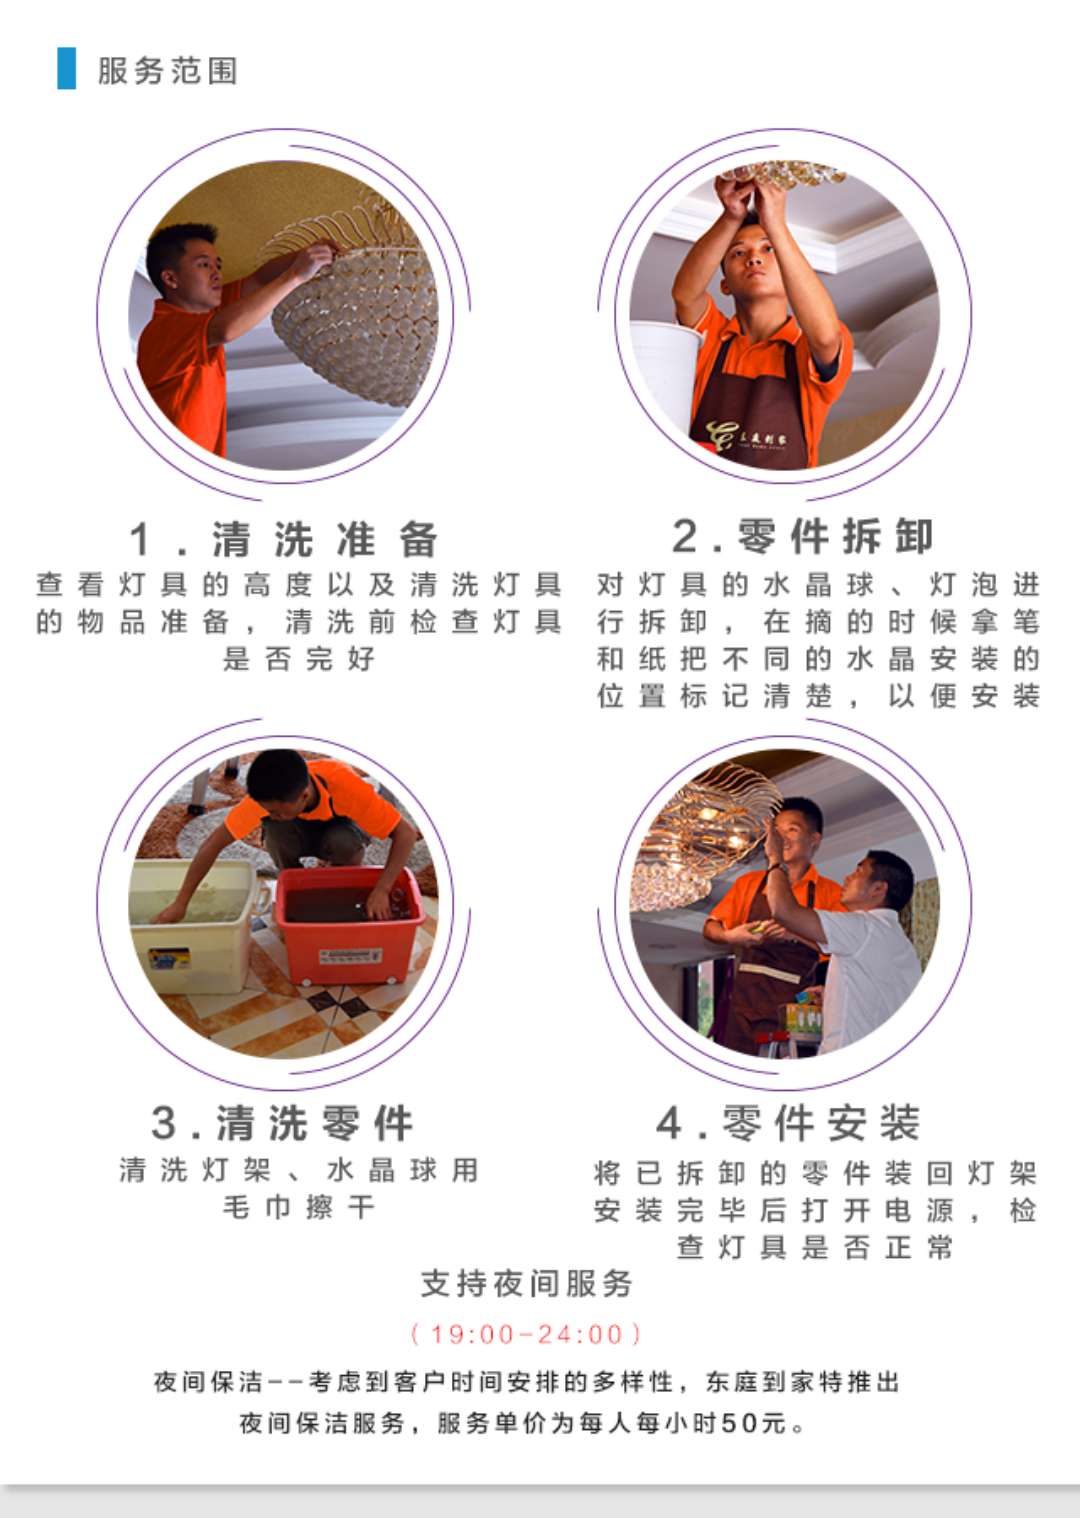 服务范围
1.清洗准备
查看灯具的高度以及清洗灯具
的物品准备，清洗前检查灯具
是否完好
2.零件拆卸
对灯具的水晶球、灯泡进
行拆卸，在摘的时候拿笔
和纸把不同的水晶安装的
位置标记清楚，以便安装
东庭到家
3.清洗零件
清洗灯架、水晶球用
毛巾擦干
4.零件安装
将已拆卸的零件装回灯架
安装完毕后打开电源，检
查灯具是否正常
支持夜间服务
（19:00-24:00）
夜间保洁--考虑到客户时间安排的多样性，东庭到家特推出
夜间保洁服务，服务单价为每人每小时50元。